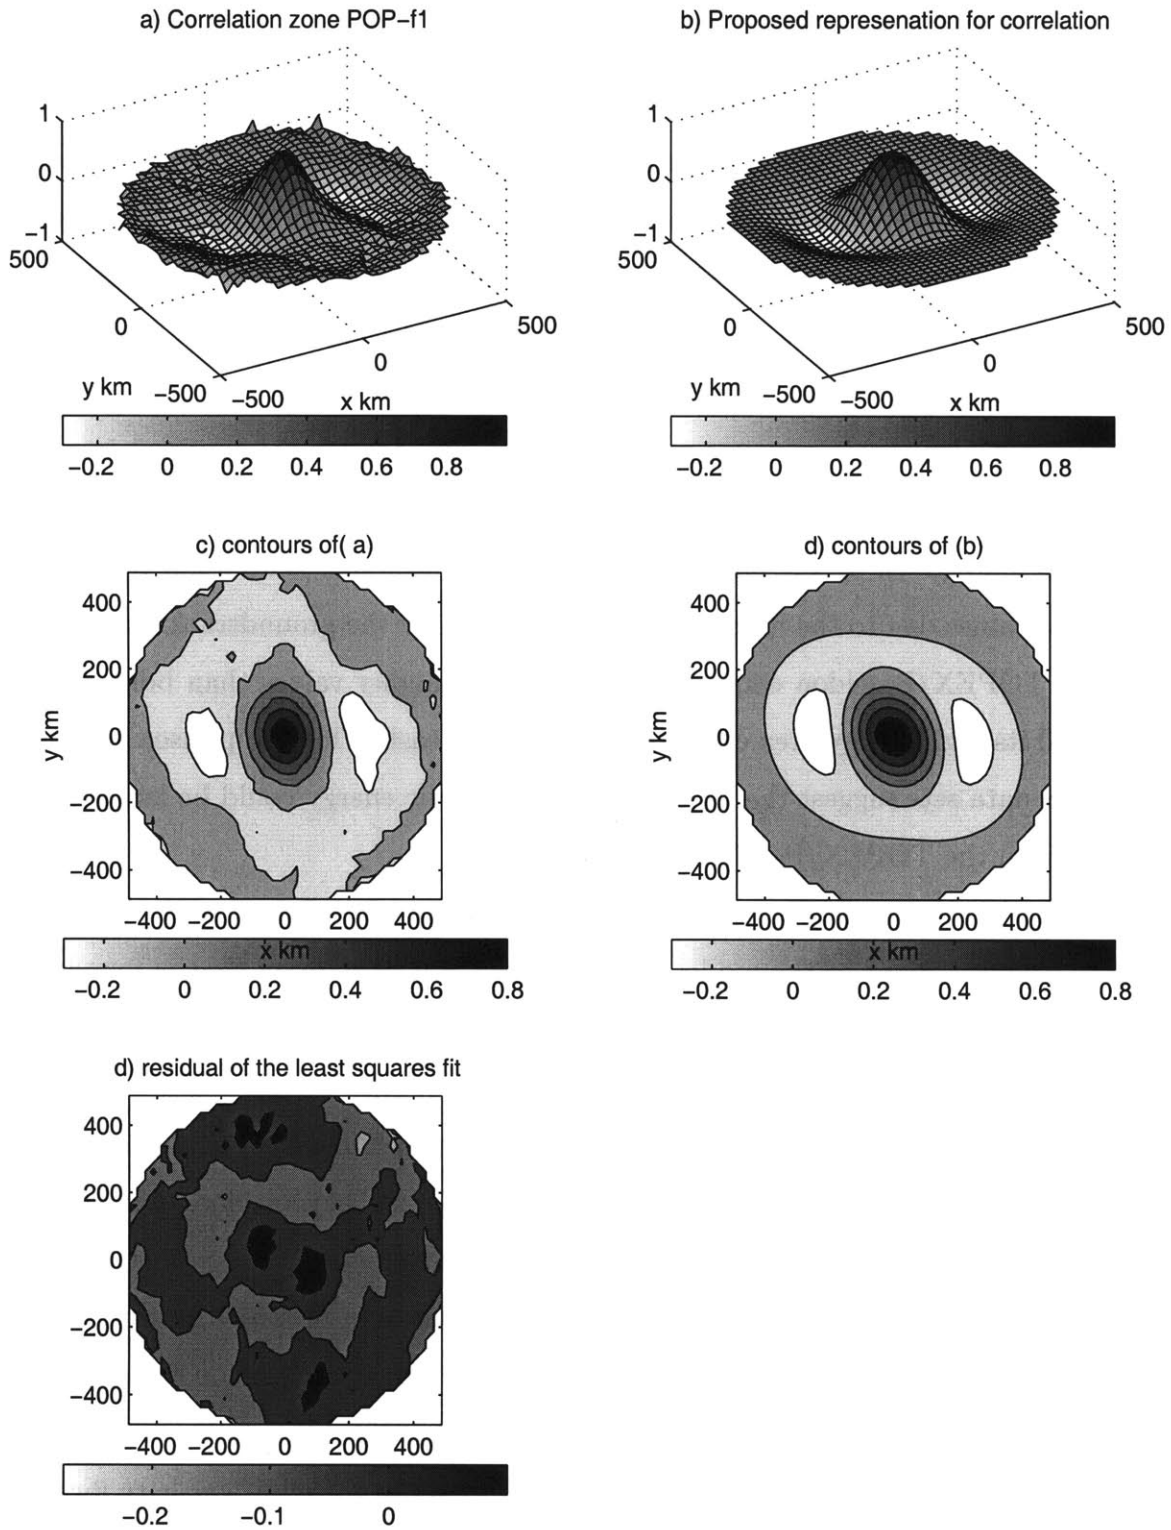 a) Correlation zone POP−f1
b) Proposed represenation for correlation
1
0
−1
500
0
−500
y km
−500
0
500
x km
−0.2 0 0.2 0.4 0.6 0.8
1
0
−1
500
0
−500
y km
−500
0
500
x km
−0.2 0 0.2 0.4 0.6 0.8
c) contours of( a)
400
200
0
−200
−400
y km
−400 −200 0 200 400
x km
−0.2 0 0.2 0.4 0.6 0.8
d) contours of (b)
400
200
0
−200
−400
y km
−400 −200 0 200 400
x km
−0.2 0 0.2 0.4 0.6 0.8
d) residual of the least squares fit
400
200
0
−200
−400
−400 −200 0 200 400
−0.2 −0.1 0